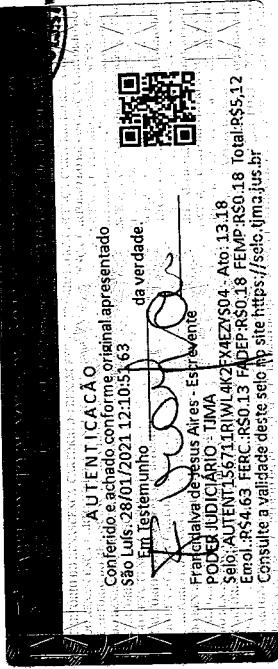 AUTENTICAÇÃO
Conferido e achado conforme original apresentado
São Luís, 28/01/2021 12:10:51 63
Em Testemunho da verdade.
Francidalva de Jesus Aires - Escrevente
PODER JUDICIÁRIO - TJMA
Selo: AUTENT156711RIWL4K2FX4EZVS04 - Ato: 13.18
Emol.:R$4.63 FERC.:R$0.13 FADEP:R$0.18 FEMP:R$0.18 Total:R$5,12
Consulte a validade deste selo no site https://selo.tjma.jus.br